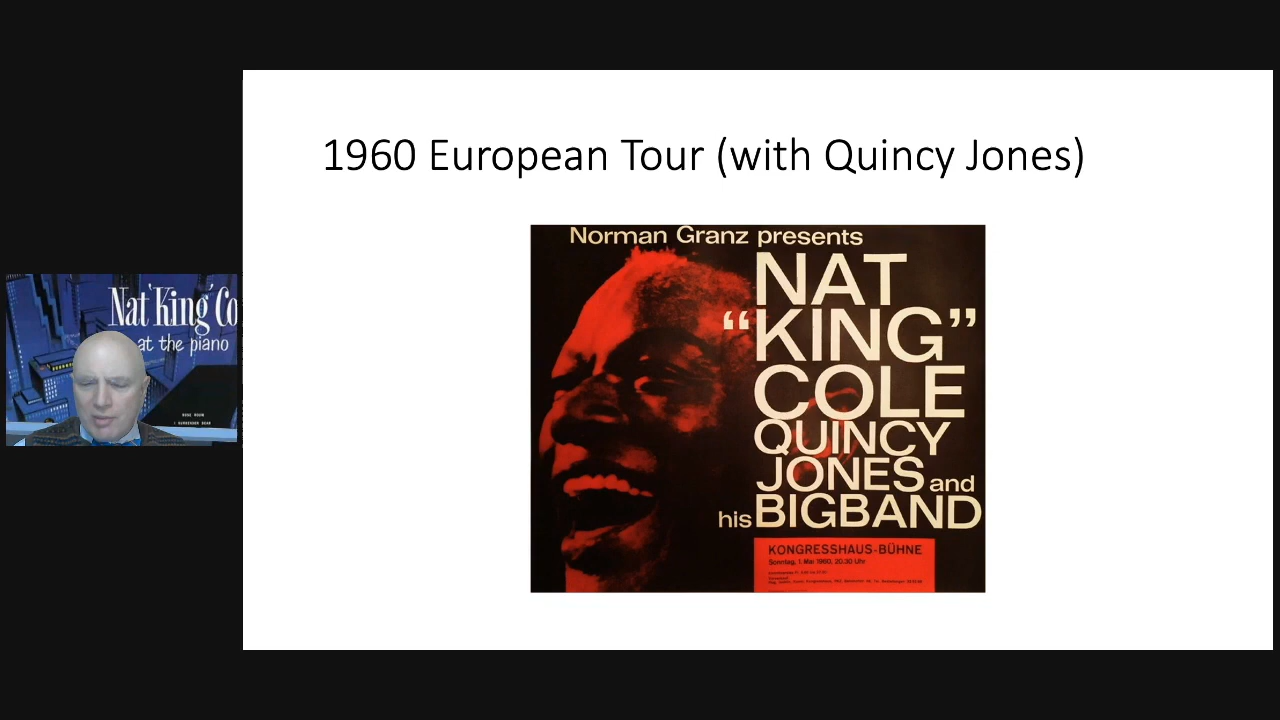 1960 European Tour (with Quincy Jones)
Norman Granz presents
NAT
“KING”
COLE
QUINCY
JONES and
his BIGBAND
KONGRESSHAUS-BÜHNE
Sonntag, 1. Mai 1960, 20.30 Uhr
Nat 'King' Co
at the piano